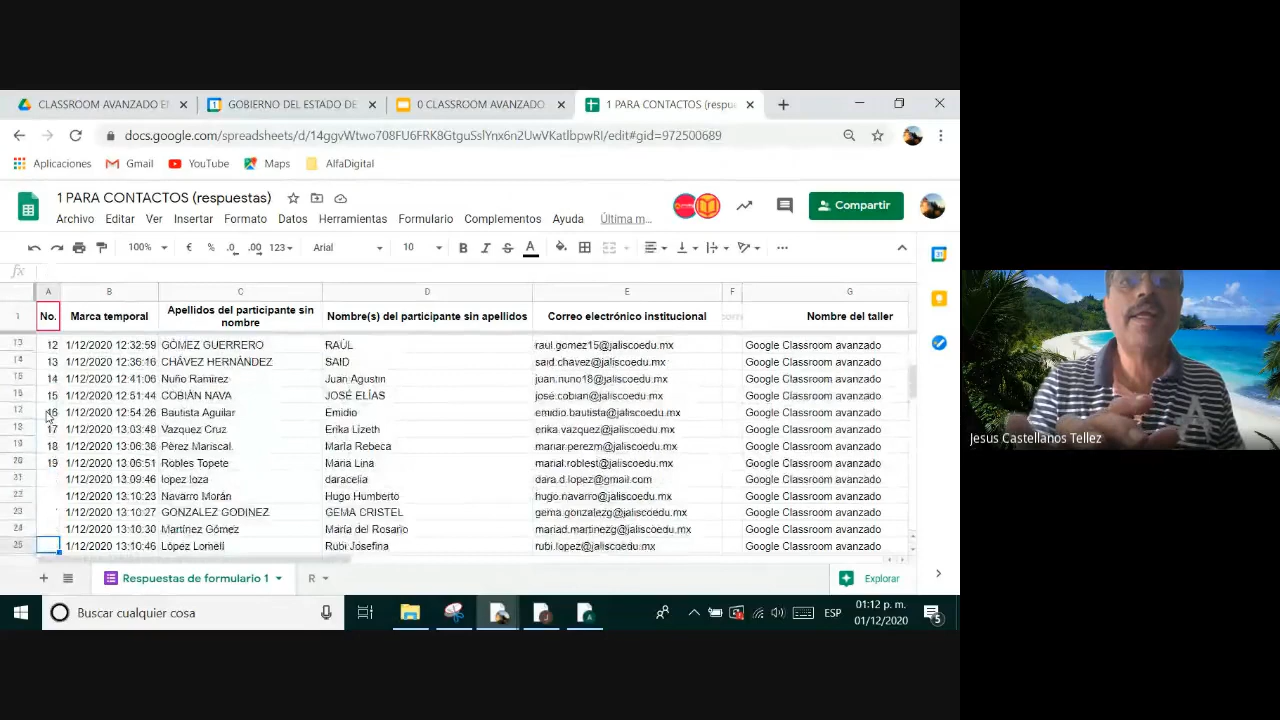 CLASSROOM AVANZADO EN
GOBIERNO DEL ESTADO DE
0 CLASSROOM AVANZADO.
1 PARA CONTACTOS (respu
docs.google.com/spreadsheets/d/14ggvWtwo708FU6FRK8GtguSslYnx6n2UwVKatlbpwRI/edit#gid=972500689
Aplicaciones Gmail YouTube Maps AlfaDigital
1 PARA CONTACTOS (respuestas)
Compartir
Archivo Editar Ver Insertar Formato Datos Herramientas Formulario Complementos Ayuda Última m...
100% € % .0 .00 123 Arial 10 B I S A
fx
A B C D E F G
1 No. Marca temporal Apellidos del participante sin nombre Nombre(s) del participante sin apellidos Correo electrónico institucional Nombre del taller
13 12 1/12/2020 12:32:59 GÓMEZ GUERRERO RAÚL raul.gomez15@jaliscoedu.mx Google Classroom avanzado
14 13 1/12/2020 12:36:16 CHÁVEZ HERNÁNDEZ SAID said.chavez@jaliscoedu.mx Google Classroom avanzado
15 14 1/12/2020 12:41:06 Nuño Ramirez Juan Agustin juan.nuno18@jaliscoedu.mx Google Classroom avanzado
15 1/12/2020 12:51:44 COBIÁN NAVA JOSÉ ELÍAS jose.cobian@jaliscoedu.mx Google Classroom avanzado
16 1/12/2020 12:54:26 Bautista Aguilar Emidio emidio.bautista@jaliscoedu.mx Google Classroom avanzado
17 1/12/2020 13:03:48 Vazquez Cruz Erika Lizeth erika.vazquez@jaliscoedu.mx Google Classroom avanzado
19 18 1/12/2020 13:06:38 Pérez Mariscal. María Rebeca mariar.perezm@jaliscoedu.mx Google Classroom avanzado
20 19 1/12/2020 13:06:51 Robles Topete Maria Lina marial.roblest@jaliscoedu.mx Google Classroom avanzado
21 1/12/2020 13:09:46 lopez loza daracelia dara.d.lopez@gmail.com Google Classroom avanzado
22 1/12/2020 13:10:23 Navarro Morán Hugo Humberto hugo.navarro@jaliscoedu.mx Google Classroom avanzado
23 1/12/2020 13:10:27 GONZALEZ GODINEZ GEMA CRISTEL gema.gonzalezg@jaliscoedu.mx Google Classroom avanzado
24 1/12/2020 13:10:30 Martínez Gómez María del Rosario mariad.martinezg@jaliscoedu.mx Google Classroom avanzado
25 1/12/2020 13:10:46 López Lomelí Rubí Josefina rubi.lopez@jaliscoedu.mx Google Classroom avanzado
Respuestas de formulario 1 R Explorar
Buscar cualquier cosa
ESP
01:12 p. m.
01/12/2020
5
Jesus Castellanos Tellez